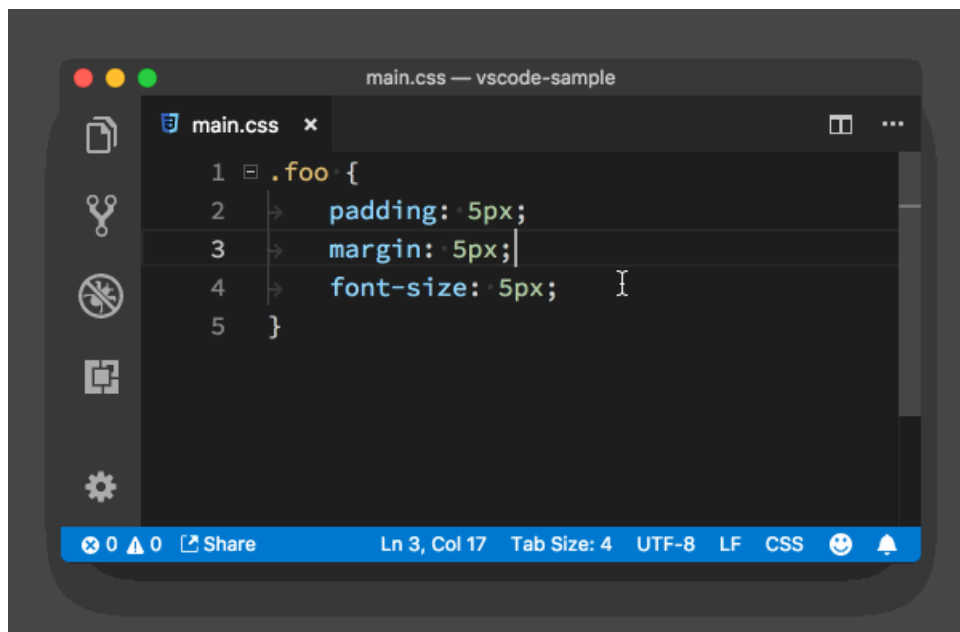 main.css — vscode-sample
main.css ×
1 .foo {
2 padding: 5px;
3 margin: 5px;
4 font-size: 5px;
5 }
0 0 Share Ln 3, Col 17 Tab Size: 4 UTF-8 LF CSS